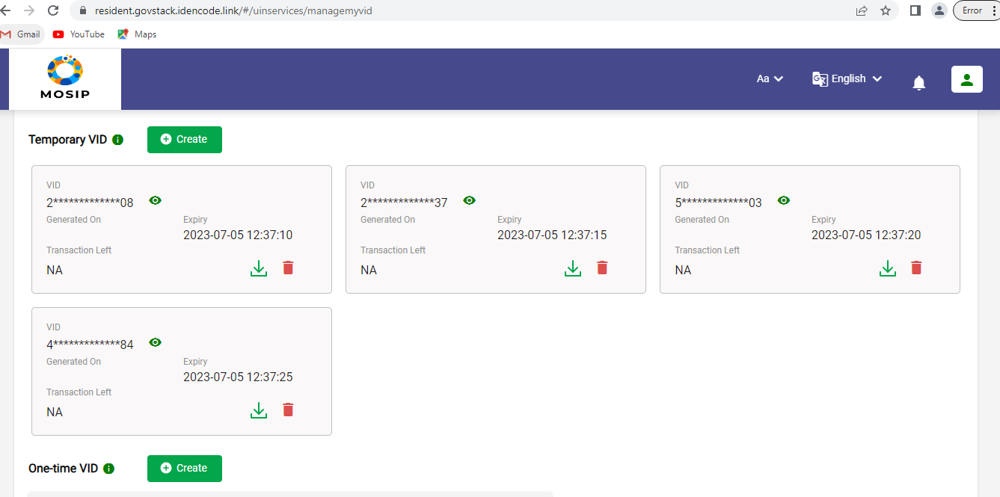 resident.govstack.idencode.link/#/uinservices/managemyvid
Error
Gmail YouTube Maps
MOSIP
Aa English
Temporary VID Create
VID
2*************08
Generated On Expiry
2023-07-05 12:37:10
Transaction Left
NA
VID
2*************37
Generated On Expiry
2023-07-05 12:37:15
Transaction Left
NA
VID
5*************03
Generated On Expiry
2023-07-05 12:37:20
Transaction Left
NA
VID
4*************84
Generated On Expiry
2023-07-05 12:37:25
Transaction Left
NA
One-time VID Create